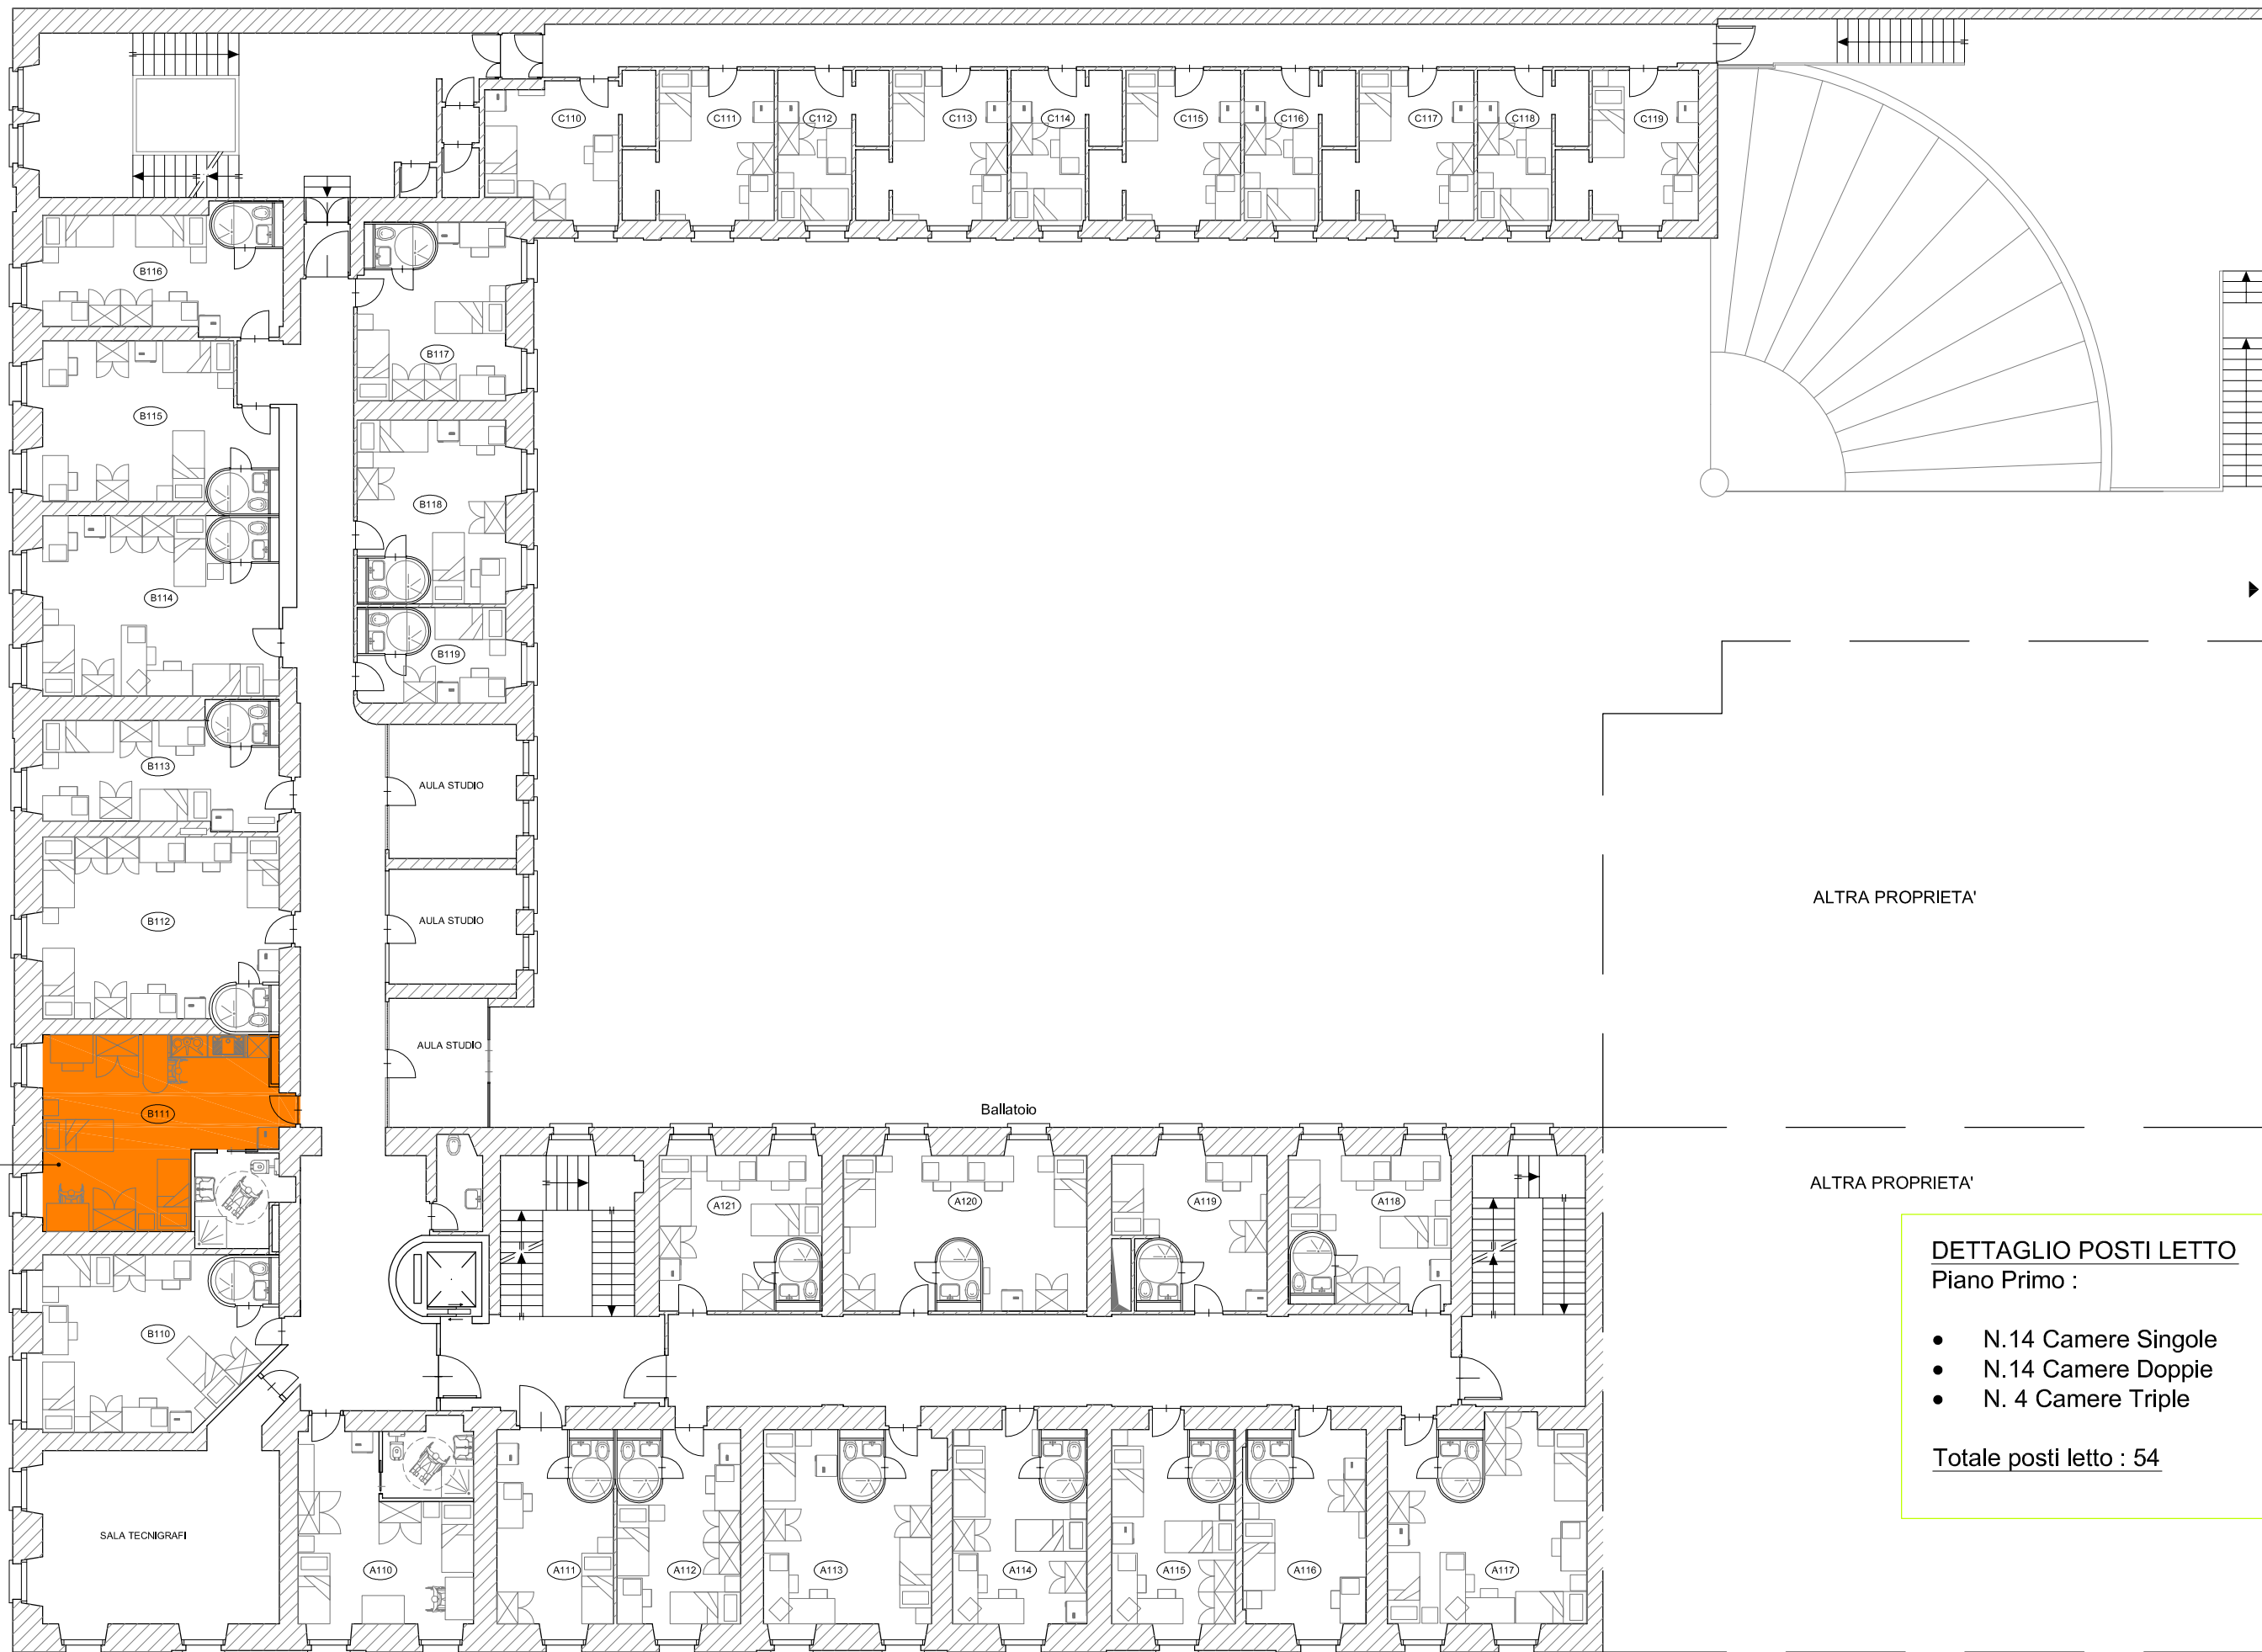 C110
C111
C112
C113
C114
C115
C116
C117
C118
C119
B116
B117
B115
B118
B114
B119
B113
AULA STUDIO
B112
AULA STUDIO
AULA STUDIO
B111
Ballatoio
ALTRA PROPRIETA'
ALTRA PROPRIETA'
A121
A120
A119
A118
B110
DETTAGLIO POSTI LETTO
Piano Primo :
• N.14 Camere Singole
• N.14 Camere Doppie
• N. 4 Camere Triple
Totale posti letto : 54
SALA TECNIGRAFI
A110
A111
A112
A113
A114
A115
A116
A117